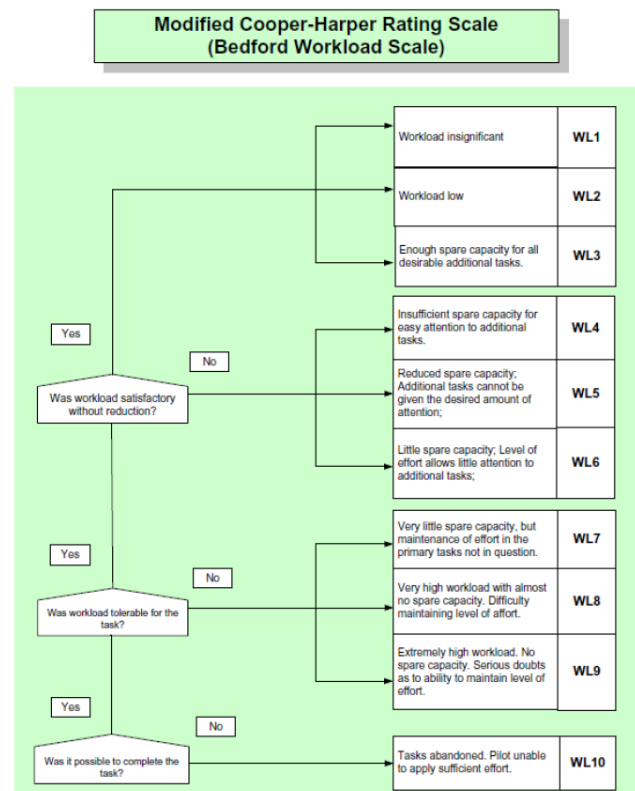 Modified Cooper-Harper Rating Scale
(Bedford Workload Scale)
Workload insignificant
WL1
Workload low
WL2
Enough spare capacity for all
desirable additional tasks.
WL3
Yes
No
Was workload satisfactory
without reduction?
Insufficient spare capacity for
easy attention to additional
tasks.
WL4
Reduced spare capacity;
Additional tasks cannot be
given the desired amount of
attention;
WL5
Little spare capacity; Level of
effort allows little attention to
additional tasks;
WL6
Yes
No
Was workload tolerable for the
task?
Very little spare capacity, but
maintenance of effort in the
primary tasks not in question.
WL7
Very high workload with almost
no spare capacity. Difficulty
maintaining level of affort.
WL8
Extremely high workload. No
spare capacity. Serious doubts
as to ability to maintain level of
effort.
WL9
Yes
No
Was it possible to complete the
task?
Tasks abandoned. Pilot unable
to apply sufficient effort.
WL10